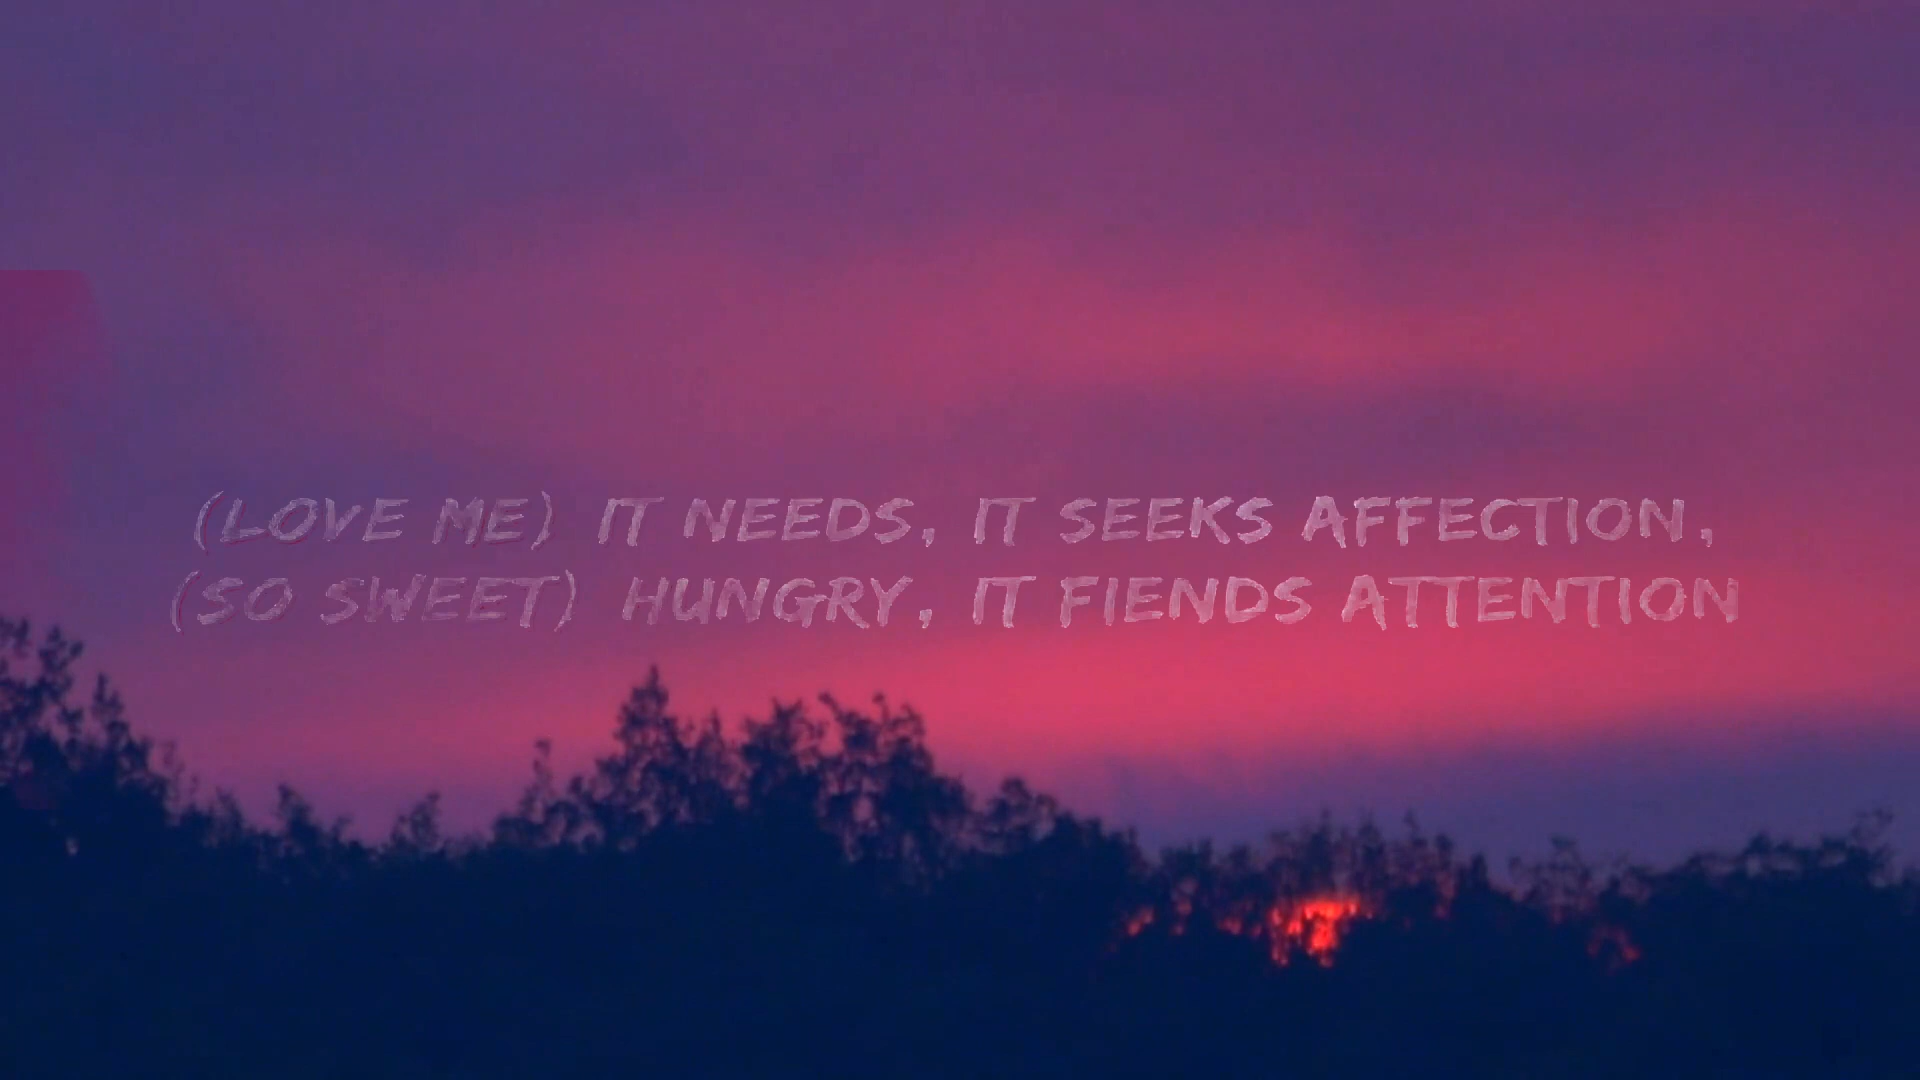 (LOVE ME) IT NEEDS, IT SEEKS AFFECTION,
(SO SWEET) HUNGRY, IT FIENDS ATTENTION